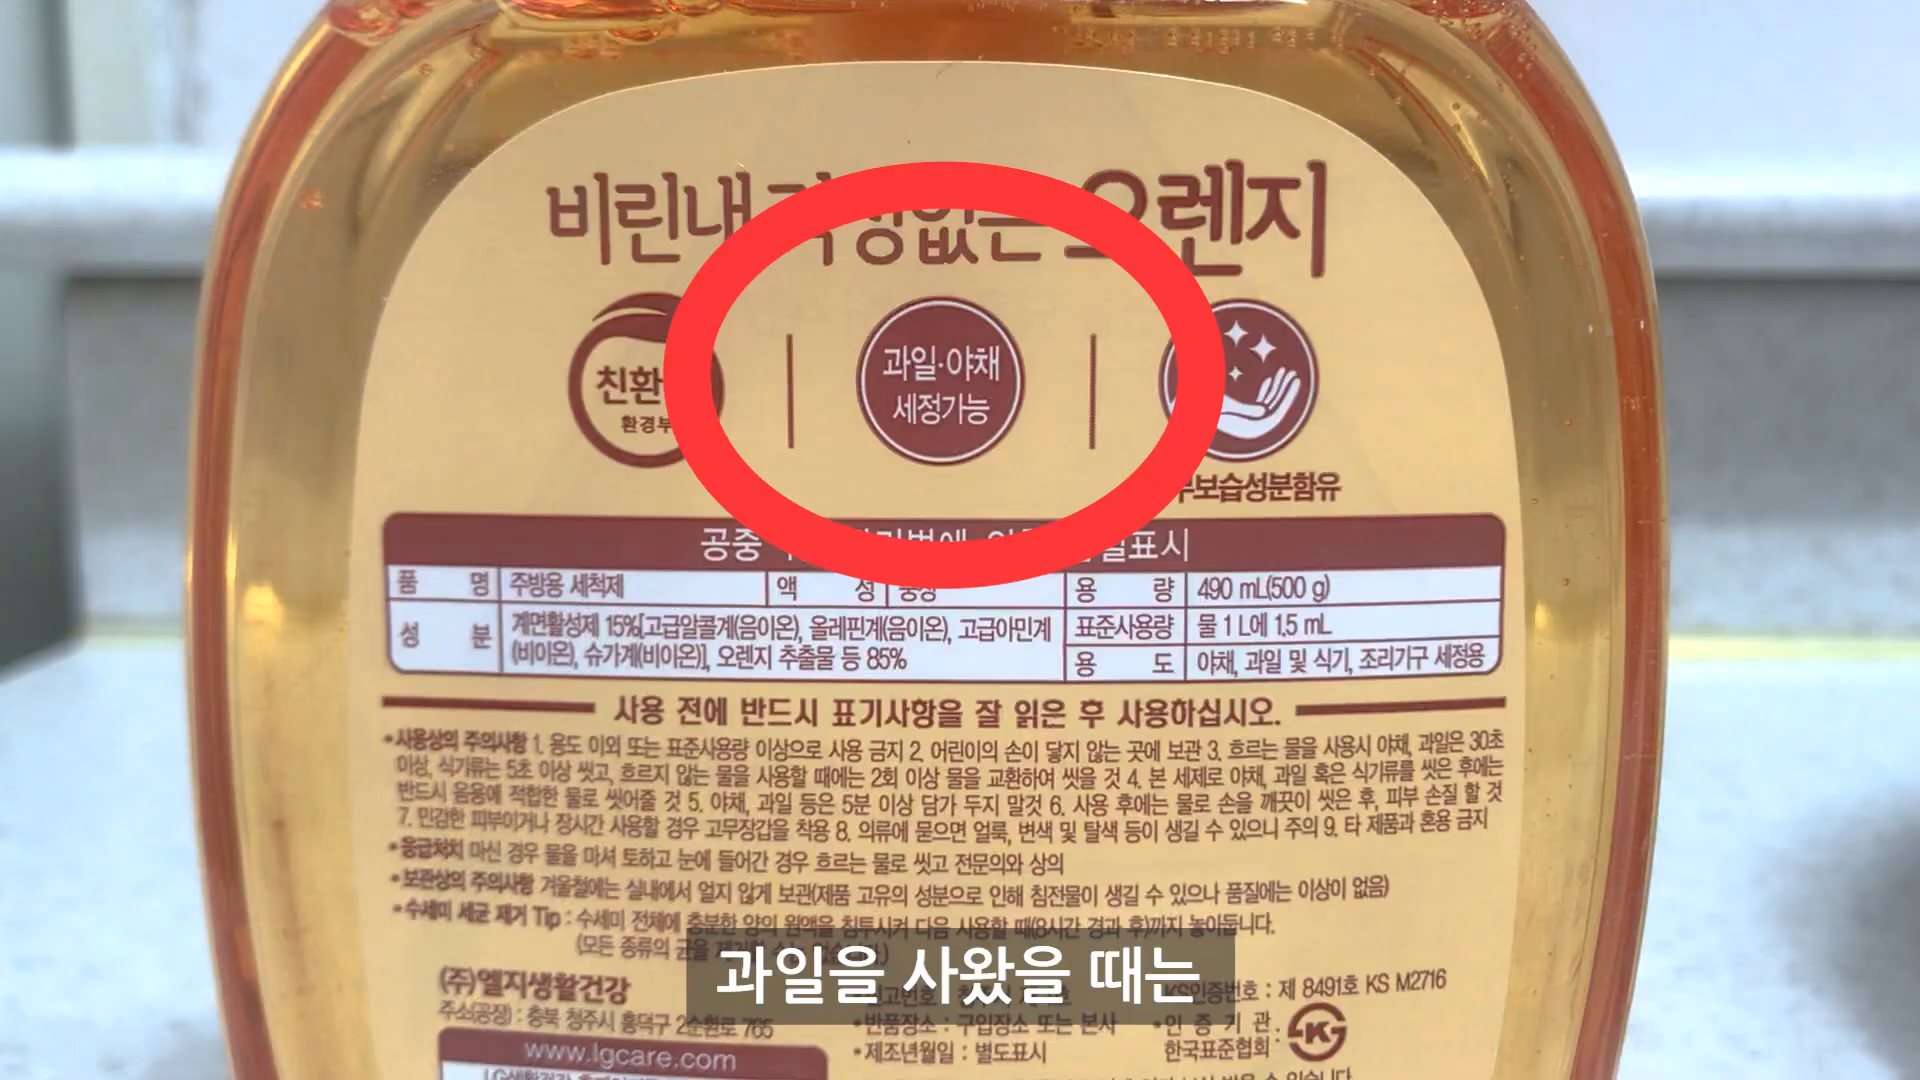 비린내 없는 오렌지
친환
환경부
과일·야채
세정가능
보습성분함유
공중 표시
품 명 주방용 세척제 액 성 중성 용 량 490 mL(500 g)
성 분 계면활성제 15%[고급알콜계(음이온), 올레핀계(음이온), 고급아민계
(비이온), 슈가계(비이온)], 오렌지 추출물 등 85%
표준사용량 물 1 L에 1.5 mL
용 도 야채, 과일 및 식기, 조리기구 세정용
사용 전에 반드시 표기사항을 잘 읽은 후 사용하십시오.
•사용상의 주의사항 1. 용도 이외 또는 표준사용량 이상으로 사용 금지 2. 어린이의 손이 닿지 않는 곳에 보관 3. 흐르는 물을 사용시 야채, 과일은 30초
이상, 식기류는 5초 이상 씻고, 흐르지 않는 물을 사용할 때에는 2회 이상 물을 교환하여 씻을 것 4. 본 세제로 야채, 과일 혹은 식기류를 씻은 후에는
반드시 음용에 적합한 물로 씻어줄 것 5. 야채, 과일 등은 5분 이상 담가 두지 말것 6. 사용 후에는 물로 손을 깨끗이 씻은 후, 피부 손질 할 것
7. 민감한 피부이거나 장시간 사용할 경우 고무장갑을 착용 8. 의류에 묻으면 얼룩, 변색 및 탈색 등이 생길 수 있으니 주의 9. 타 제품과 혼용 금지
•응급처치 마신 경우 물을 마셔 토하고 눈에 들어간 경우 흐르는 물로 씻고 전문의와 상의
•보관상의 주의사항 겨울철에는 실내에서 얼지 않게 보관(제품 고유의 성분으로 인해 침전물이 생길 수 있으나 품질에는 이상이 없음)
•수세미 세균 제거 Tip : 수세미 전체에 충분한 양의 원액을 침투시켜 다음 사용할 때(8시간 경과 후)까지 놓아둡니다.
(모든 종류의 균을
과일을 사왔을 때는
(주)엘지생활건강
주소(공장) : 충북 청주시 흥덕구 2순환로 765
www.lgcare.com
KS인증번호 : 제 8491호 KS M2716
•반품장소 : 구입장소 또는 본사
•인 증 기 관 :
•제조년월일 : 별도표시
한국표준협회